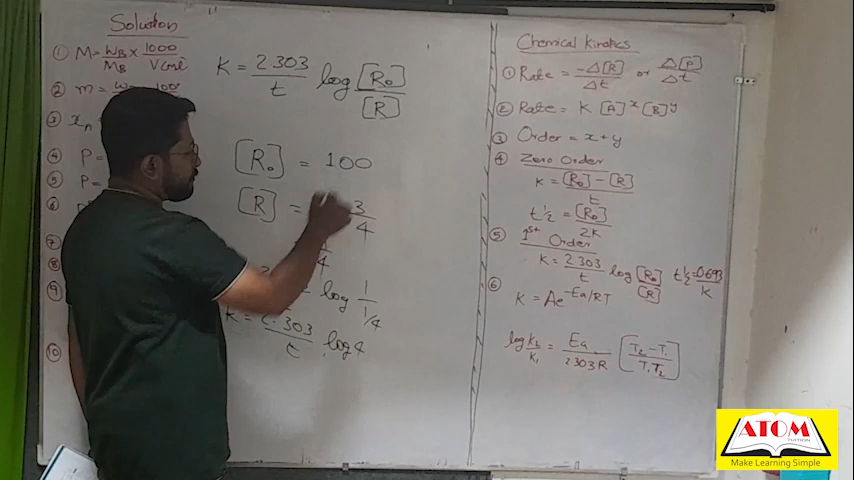 Solution
① M = W_B/M_B × 1000/V(ml)
② m =
③ x_A
④ P =
⑤ P =
⑥
⑦
⑧
⑨
⑩
K = 2.303/t log [R₀]/[R]
[R₀] = 100
[R] =
3/4
log 1/(1/4)
K = 2.303/t log 4
Chemical kinetics
① Rate = -Δ[R]/Δt or Δ[P]/Δt
② Rate = K [A]^x [B]^y
③ Order = x+y
④ Zero Order
K = [R₀] - [R]/t
t½ = [R₀]/2K
⑤ 1st Order
K = 2.303/t log [R₀]/[R] t½ = 0.693/K
⑥ K = Ae^-Ea/RT
log K₂/K₁ = Ea/2.303R [T₂-T₁/T₁T₂]
ATOM
TUITION
Make Learning Simple